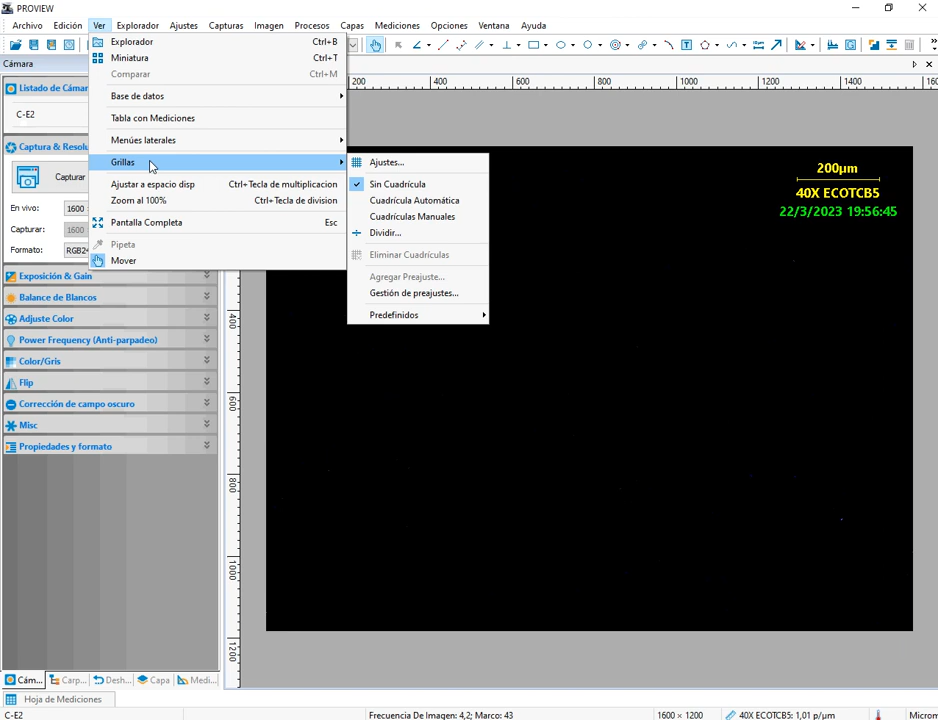 PROVIEW
Archivo Edición Ver Explorador Ajustes Capturas Imagen Procesos Capas Mediciones Opciones Ventana Ayuda
Explorador Ctrl+B
Miniatura Ctrl+T
Comparar Ctrl+M
Base de datos
Tabla con Mediciones
Menúes laterales
Grillas
Ajustar a espacio disp Ctrl+Tecla de multiplicacion
Zoom al 100% Ctrl+Tecla de division
Pantalla Completa Esc
Pipeta
Mover
Ajustes...
Sin Cuadrícula
Cuadrícula Automática
Cuadrículas Manuales
Dividir...
Eliminar Cuadrículas
Agregar Preajuste...
Gestión de preajustes...
Predefinidos
Cámara
Listado de Cámar
C-E2
Captura & Resolu
Capturar
En vivo: 1600
Capturar: 1600
Formato: RGB2
Exposición & Gain
Balance de Blancos
Adjuste Color
Power Frequency (Anti-parpadeo)
Color/Gris
Flip
Corrección de campo oscuro
Misc
Propiedades y formato
200 400 600 800 1000 1200 1400 160
400
600
800
1000
1200
200µm
40X ECOTCB5
22/3/2023 19:56:45
Cám... Carp... Desh... Capa Medi...
Hoja de Mediciones
C-E2 Frecuencia De Imagen: 4,2; Marco: 43 1600 × 1200 40X ECOTCB5: 1,01 p/µm Microm